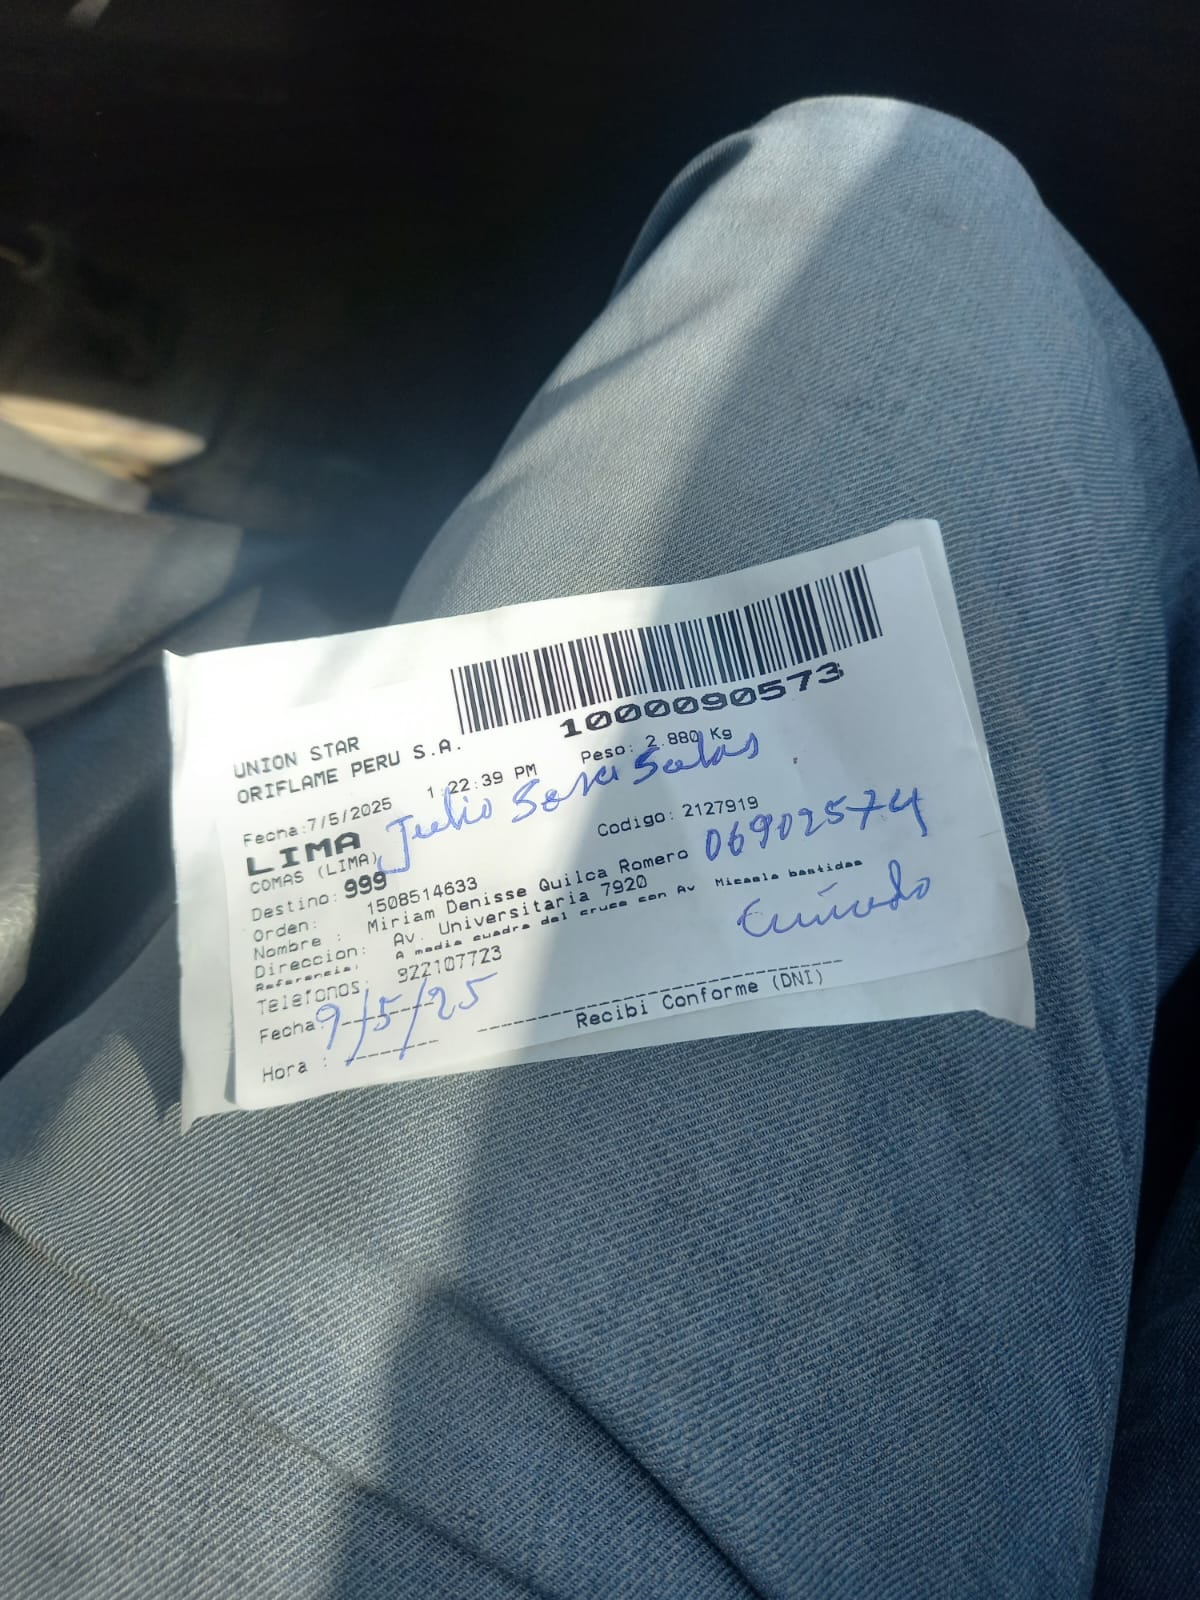 1000090573
UNION STAR
ORIFLAME PERU S.A.
Fecha:7/5/2025 1:22:39 PM Peso: 2.880 Kg
Julio Sosa Salas
LIMA
COMAS (LIMA)
Destino: 999 Codigo: 2127919
Orden: 1508514633
06902574
Nombre : Miriam Denisse Quilca Romero
Direccion: Av. Universitaria 7920
Referencia: A media cuadra del cruce con Av Micaela bastidas
Cuñado
Telefonos: 922107723
Fecha 9/5/25
Recibi Conforme (DNI)
Hora :